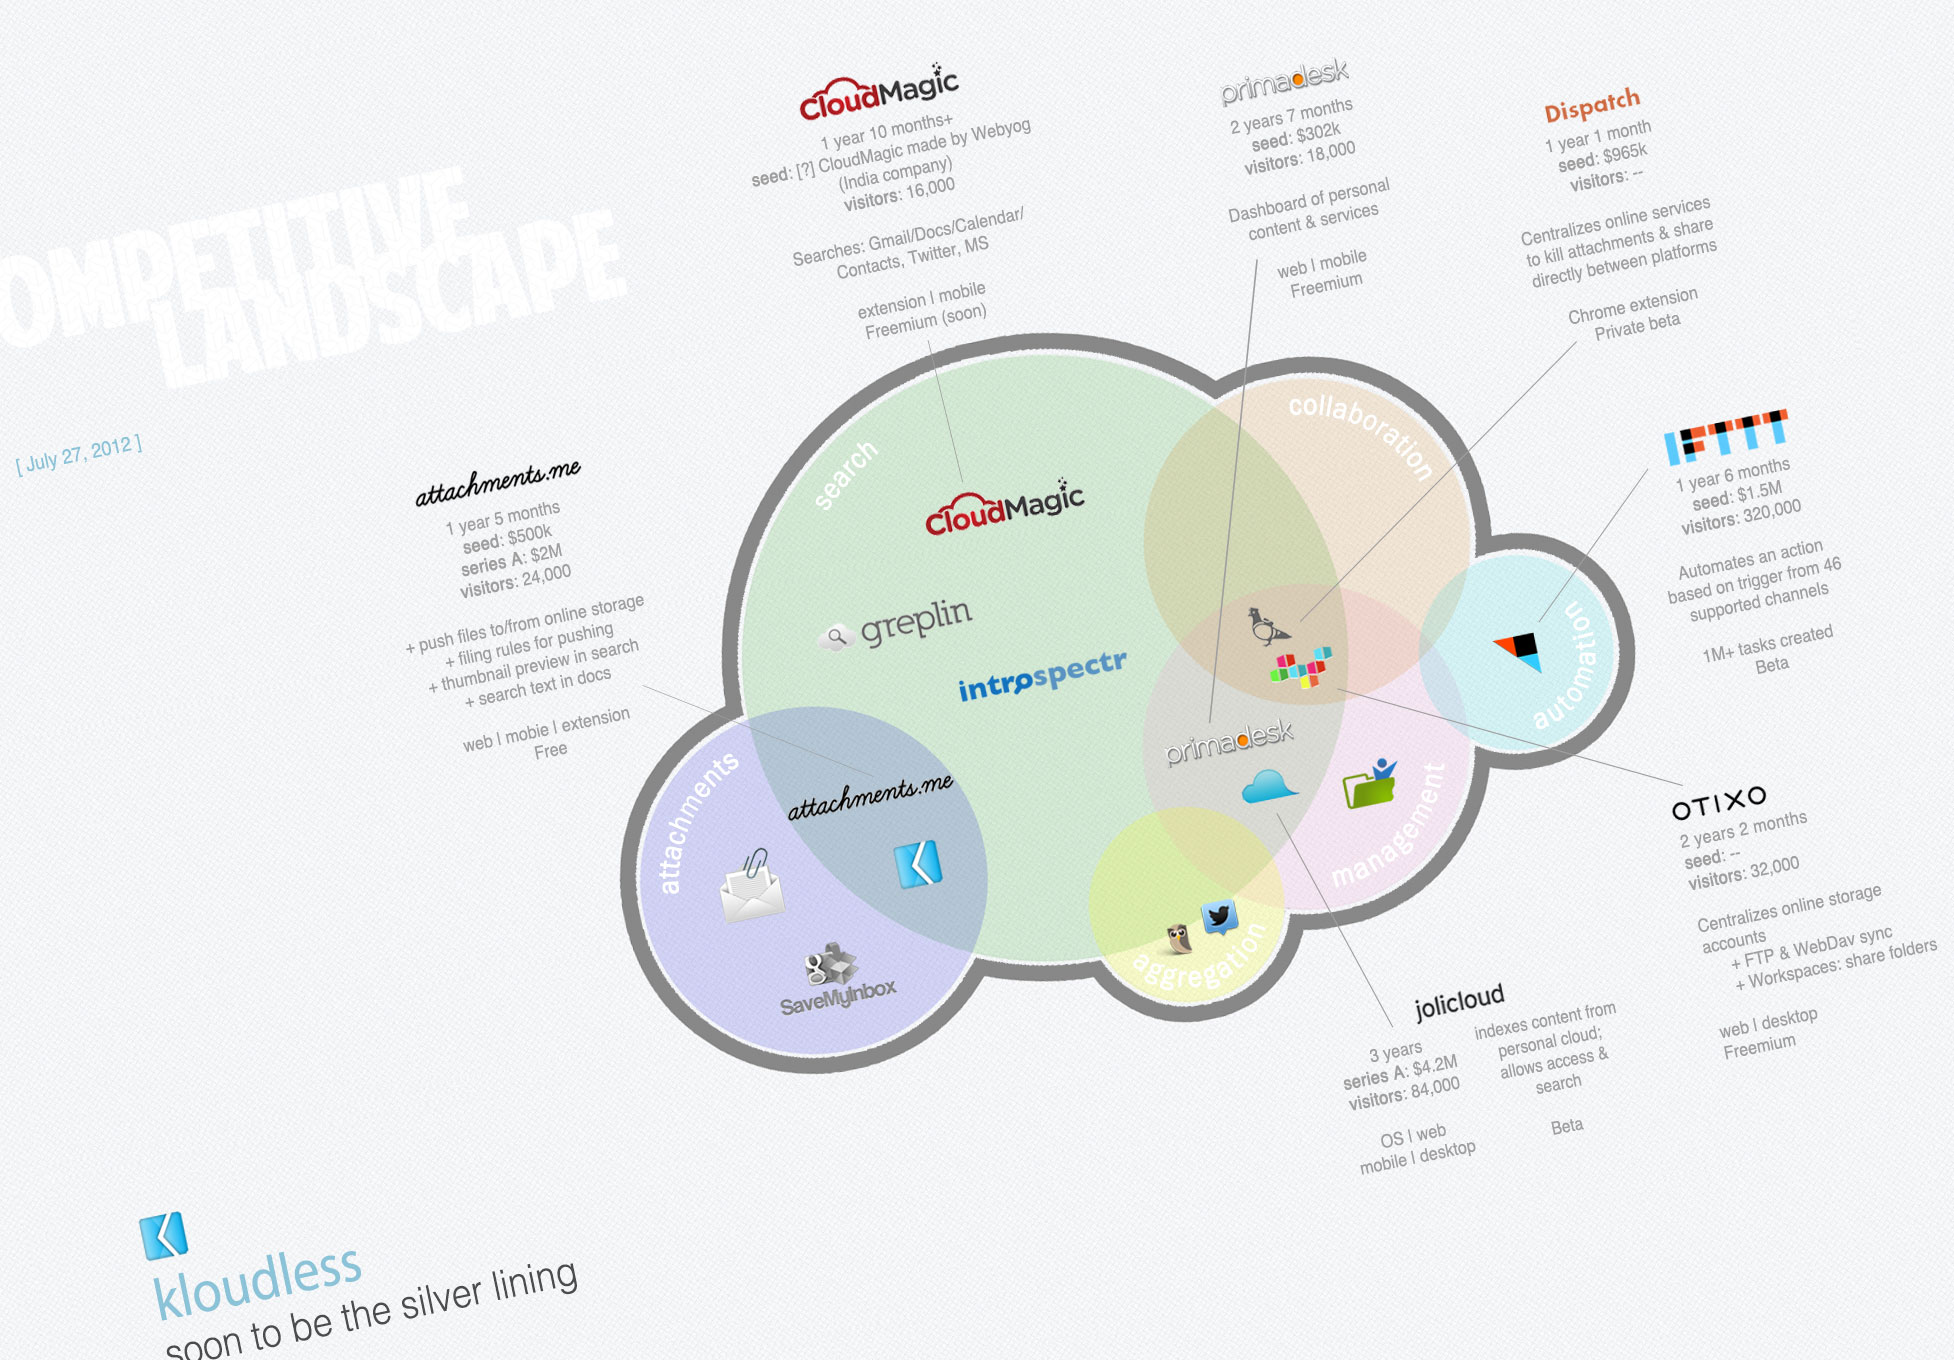 OMPETITIVE
LANDSCAPE
[ July 27, 2012 ]
CloudMagic
1 year 10 months+
seed: [?] CloudMagic made by Webyog
(India company)
visitors: 16,000
Searches: Gmail/Docs/Calendar/
Contacts, Twitter, MS
extension | mobile
Freemium (soon)
primadesk
2 years 7 months
seed: $302k
visitors: 18,000
Dashboard of personal
content & services
web | mobile
Freemium
Dispatch
1 year 1 month
seed: $965k
visitors: --
Centralizes online services
to kill attachments & share
directly between platforms
Chrome extension
Private beta
IFTTT
1 year 6 months
seed: $1.5M
visitors: 320,000
Automates an action
based on trigger from 46
supported channels
1M+ tasks created
Beta
attachments.me
1 year 5 months
seed: $500k
series A: $2M
visitors: 24,000
+ push files to/from online storage
+ filing rules for pushing
+ thumbnail preview in search
+ search text in docs
web | mobie | extension
Free
search
collaboration
automation
management
aggregation
attachments
CloudMagic
greplin
introspectr
primadesk
attachments.me
g
SaveMyInbox
OTIXO
2 years 2 months
seed: --
visitors: 32,000
Centralizes online storage
accounts
+ FTP & WebDav sync
+ Workspaces: share folders
web | desktop
Freemium
jolicloud
3 years
series A: $4.2M
visitors: 84,000
OS | web
mobile | desktop
indexes content from
personal cloud;
allows access &
search
Beta
kloudless
soon to be the silver lining